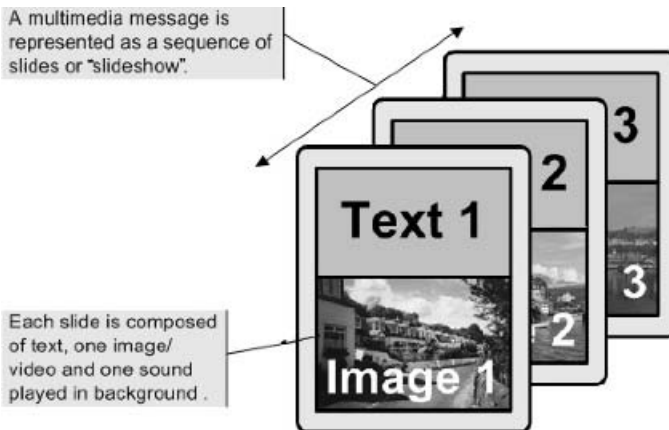 A multimedia message is
represented as a sequence of
slides or "slideshow".
3
2
Text 1
3
2
Image 1
Each slide is composed
of text, one image/
video and one sound
played in background .